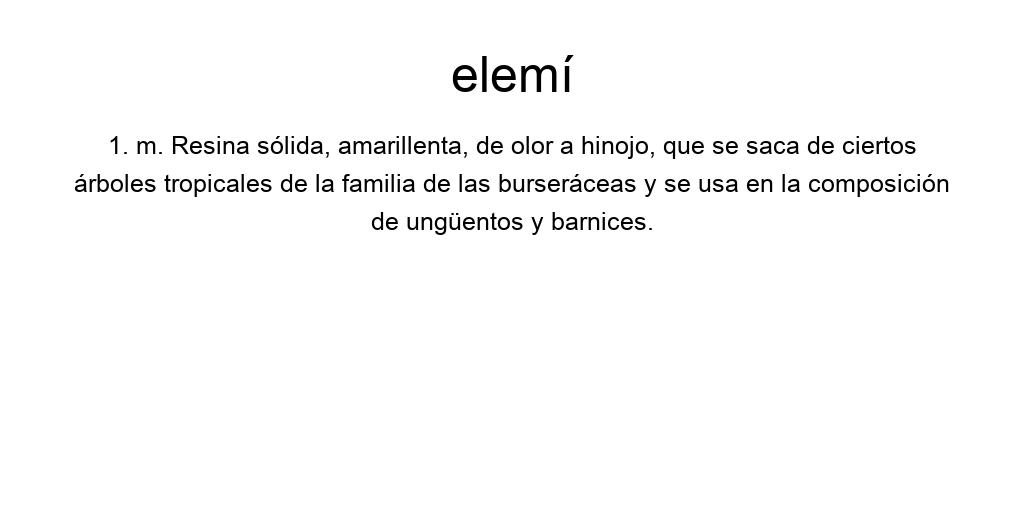 elemí
1. m. Resina sólida, amarillenta, de olor a hinojo, que se saca de ciertos
árboles tropicales de la familia de las burseráceas y se usa en la composición
de ungüentos y barnices.